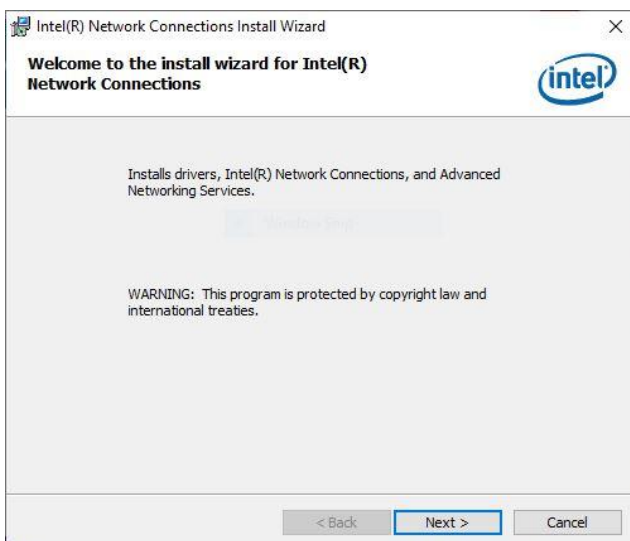 Intel(R) Network Connections Install Wizard
Welcome to the install wizard for Intel(R)
Network Connections
intel
Installs drivers, Intel(R) Network Connections, and Advanced
Networking Services.
WARNING: This program is protected by copyright law and
international treaties.
< Back
Next >
Cancel